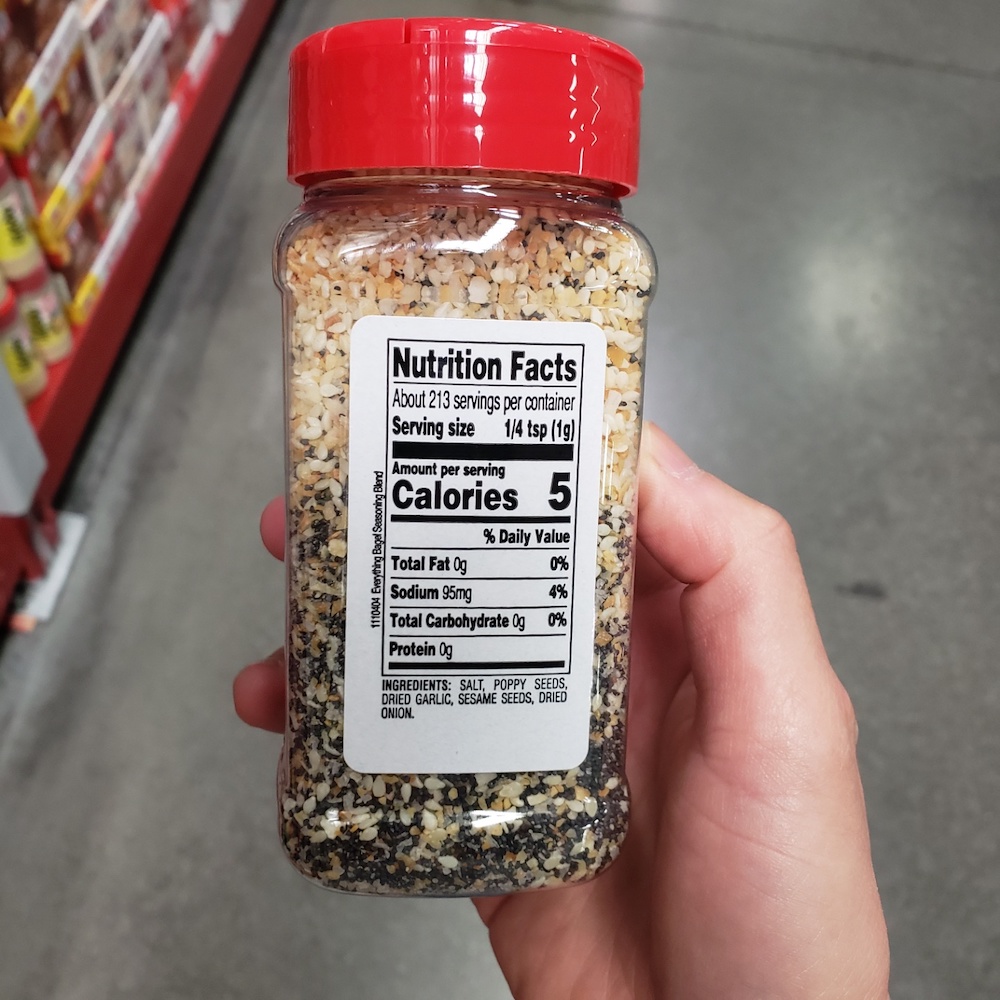 Nutrition Facts
About 213 servings per container
Serving size 1/4 tsp (1g)
Amount per serving
Calories 5
% Daily Value
Total Fat 0g 0%
Sodium 95mg 4%
Total Carbohydrate 0g 0%
Protein 0g
INGREDIENTS: SALT, POPPY SEEDS,
DRIED GARLIC, SESAME SEEDS, DRIED
ONION.
1110404 Everything Bagel Seasoning Blend